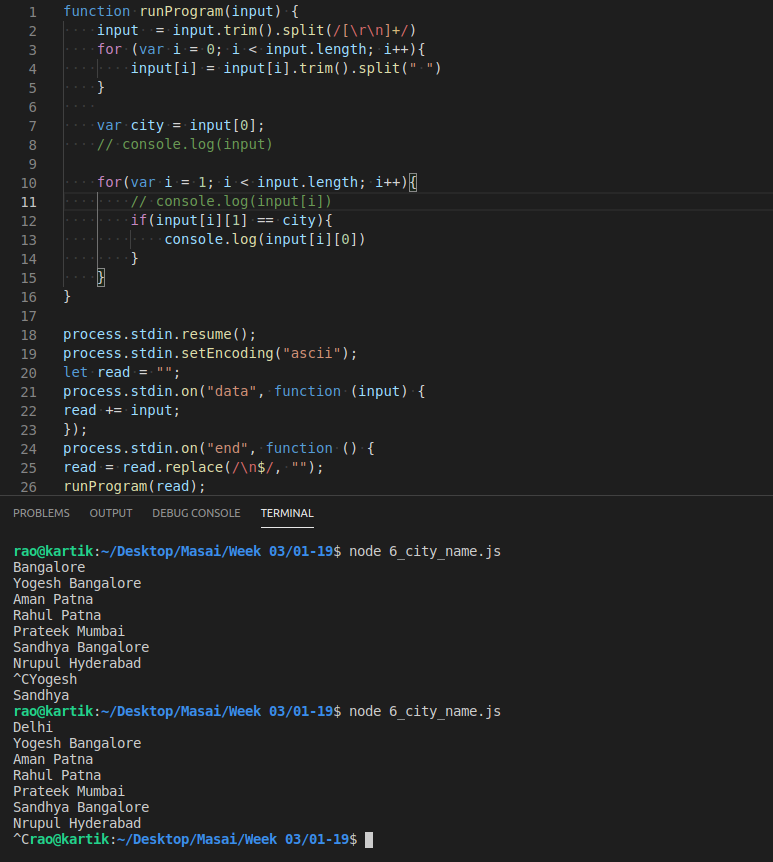 1 function runProgram(input) {
2 input = input.trim().split(/[\r\n]+/)
3 for (var i = 0; i < input.length; i++){
4 input[i] = input[i].trim().split(" ")
5 }
6
7 var city = input[0];
8 // console.log(input)
9
10 for(var i = 1; i < input.length; i++){
11 // console.log(input[i])
12 if(input[i][1] == city){
13 console.log(input[i][0])
14 }
15 }
16 }
17
18 process.stdin.resume();
19 process.stdin.setEncoding("ascii");
20 let read = "";
21 process.stdin.on("data", function (input) {
22 read += input;
23 });
24 process.stdin.on("end", function () {
25 read = read.replace(/\n$/, "");
26 runProgram(read);
PROBLEMS OUTPUT DEBUG CONSOLE TERMINAL
rao@kartik:~/Desktop/Masai/Week 03/01-19$ node 6_city_name.js
Bangalore
Yogesh Bangalore
Aman Patna
Rahul Patna
Prateek Mumbai
Sandhya Bangalore
Nrupul Hyderabad
^CYogesh
Sandhya
rao@kartik:~/Desktop/Masai/Week 03/01-19$ node 6_city_name.js
Delhi
Yogesh Bangalore
Aman Patna
Rahul Patna
Prateek Mumbai
Sandhya Bangalore
Nrupul Hyderabad
^Crao@kartik:~/Desktop/Masai/Week 03/01-19$